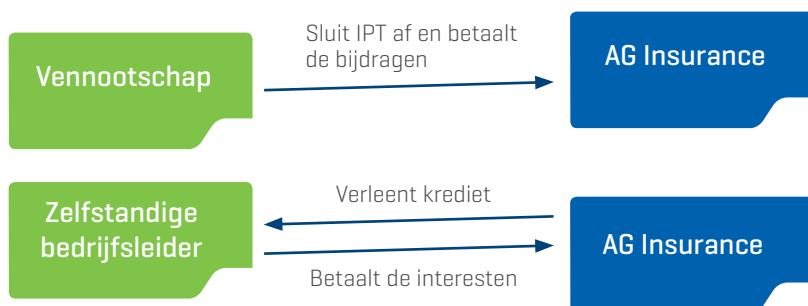 Vennootschap
Sluit IPT af en betaalt
de bijdragen
AG Insurance
Zelfstandige
bedrijfsleider
Verleent krediet
Betaalt de interesten
AG Insurance